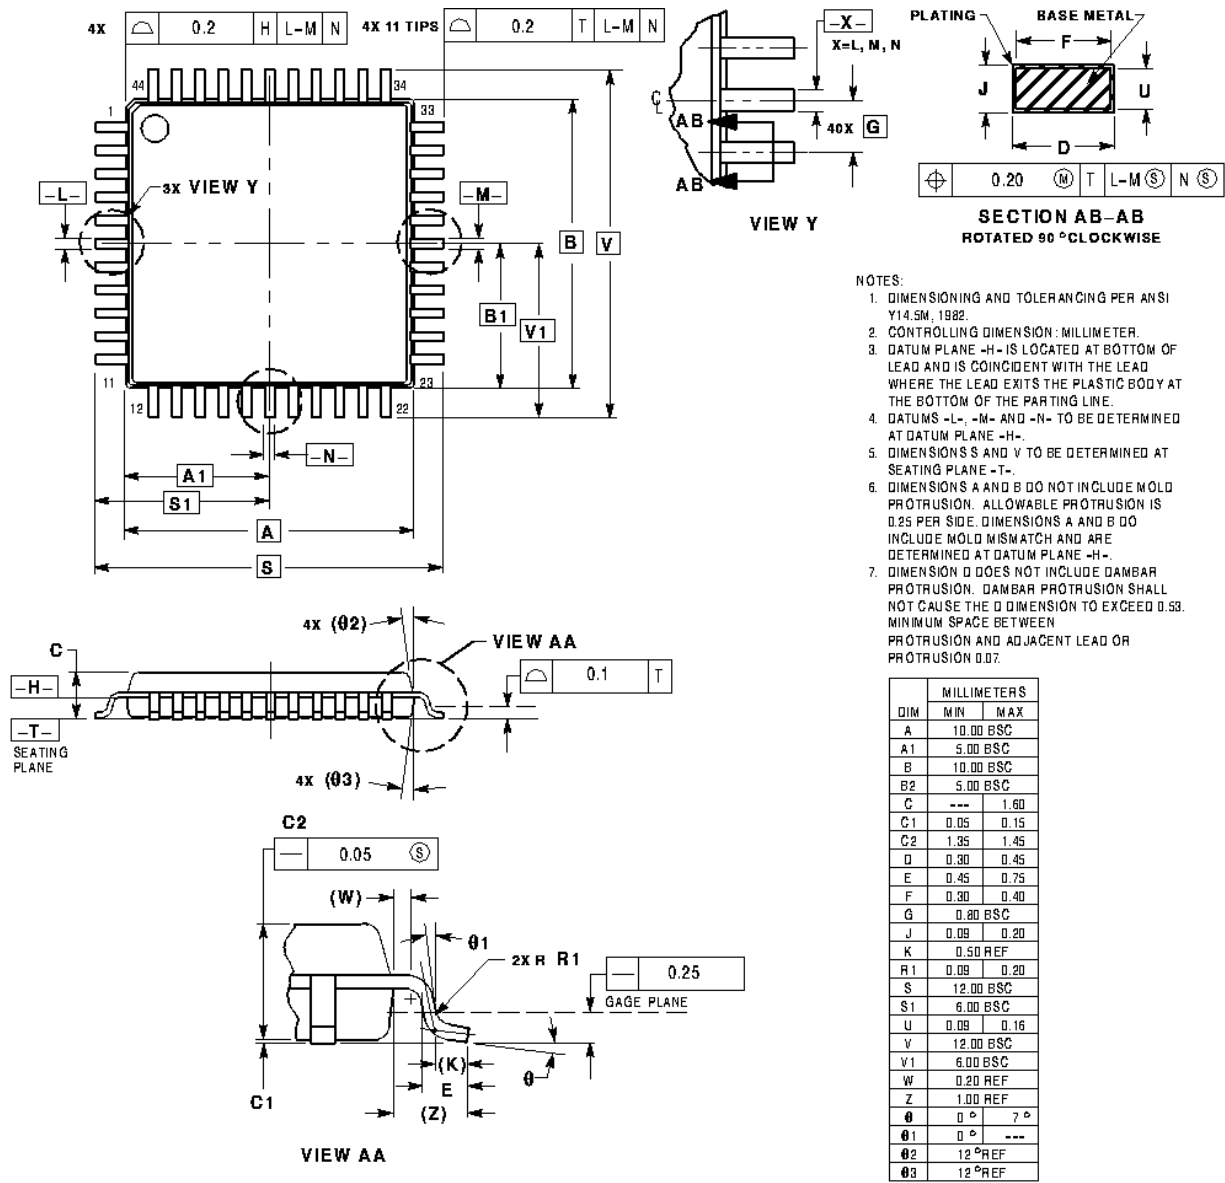 4X 0.2 H L–M N
4X 11 TIPS 0.2 T L–M N
44
34
1
33
3X VIEW Y
–L–
–M–
B
V
B1
V1
11
23
12
22
–N–
A1
S1
A
S
–X–
X=L, M, N
C
L
AB
AB
40X G
VIEW Y
PLATING
BASE METAL
F
J
U
D
0.20 M T L–M S N S
SECTION AB–AB
ROTATED 90 ° CLOCKWISE
4X (θ2)
VIEW AA
C
0.1 T
–H–
–T–
SEATING
PLANE
4X (θ3)
C2
0.05 S
(W)
θ1
2X R R1
0.25
GAGE PLANE
(K)
θ
E
C1
(Z)
VIEW AA
NOTES:
1. DIMENSIONING AND TOLERANCING PER ANSI
Y14.5M, 1982.
2. CONTROLLING DIMENSION: MILLIMETER.
3. DATUM PLANE –H– IS LOCATED AT BOTTOM OF
LEAD AND IS COINCIDENT WITH THE LEAD
WHERE THE LEAD EXITS THE PLASTIC BODY AT
THE BOTTOM OF THE PARTING LINE.
4. DATUMS –L–, –M– AND –N– TO BE DETERMINED
AT DATUM PLANE –H–.
5. DIMENSIONS S AND V TO BE DETERMINED AT
SEATING PLANE –T–.
6. DIMENSIONS A AND B DO NOT INCLUDE MOLD
PROTRUSION. ALLOWABLE PROTRUSION IS
0.25 PER SIDE. DIMENSIONS A AND B DO
INCLUDE MOLD MISMATCH AND ARE
DETERMINED AT DATUM PLANE –H–.
7. DIMENSION D DOES NOT INCLUDE DAMBAR
PROTRUSION. DAMBAR PROTRUSION SHALL
NOT CAUSE THE D DIMENSION TO EXCEED 0.53.
MINIMUM SPACE BETWEEN
PROTRUSION AND ADJACENT LEAD OR
PROTRUSION 0.07.
MILLIMETERS
DIM MIN MAX
A 10.00 BSC
A1 5.00 BSC
B 10.00 BSC
B2 5.00 BSC
C --- 1.60
C1 0.05 0.15
C2 1.35 1.45
D 0.30 0.45
E 0.45 0.75
F 0.30 0.40
G 0.80 BSC
J 0.09 0.20
K 0.50 REF
R1 0.09 0.20
S 12.00 BSC
S1 6.00 BSC
U 0.09 0.16
V 12.00 BSC
V1 6.00 BSC
W 0.20 REF
Z 1.00 REF
θ 0 ° 7 °
θ1 0 ° ---
θ2 12 ° REF
θ3 12 ° REF